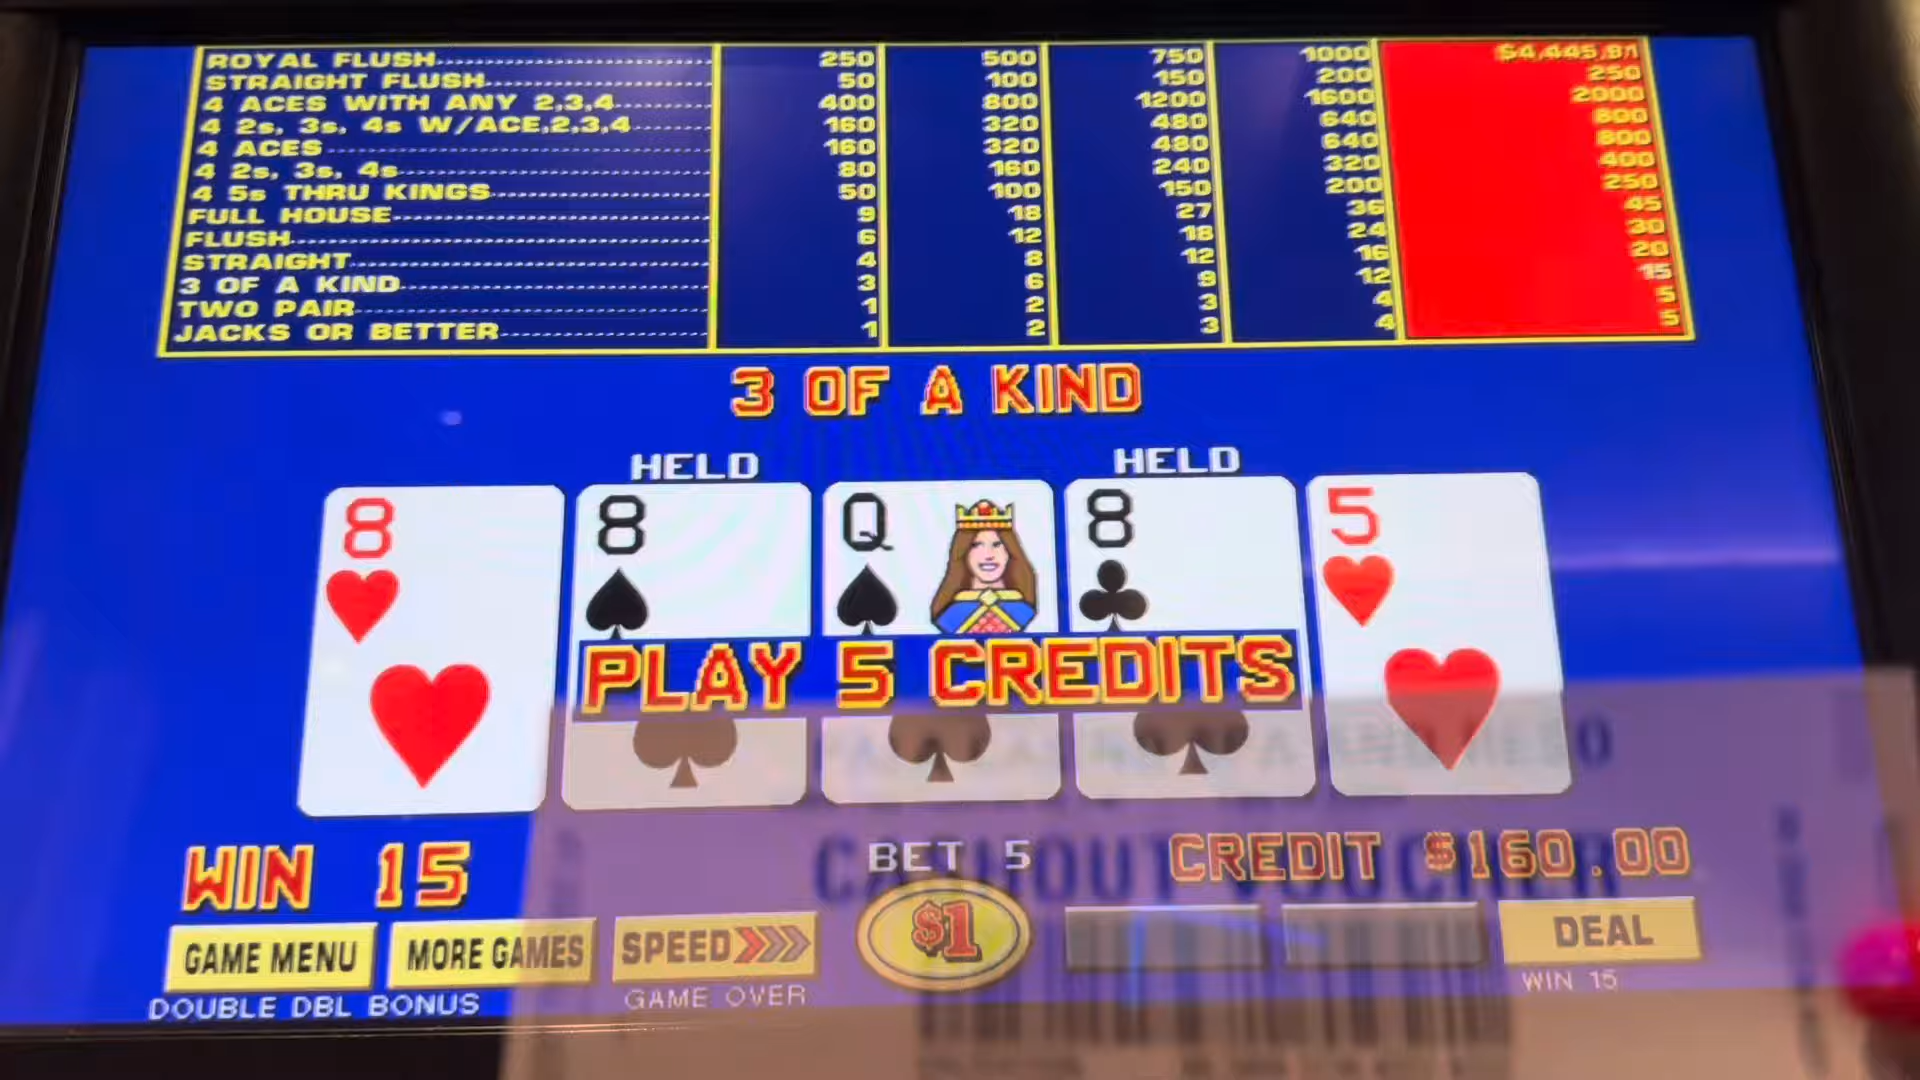 ROYAL FLUSH 250 500 750 1000 $4,445.91
STRAIGHT FLUSH 50 100 150 200 250
4 ACES WITH ANY 2,3,4 400 800 1200 1600 2000
4 2s, 3s, 4s W/ACE,2,3,4 160 320 480 640 800
4 ACES 160 320 480 640 800
4 2s, 3s, 4s 80 160 240 320 400
4 5s THRU KINGS 50 100 150 200 250
FULL HOUSE 9 18 27 36 45
FLUSH 6 12 18 24 30
STRAIGHT 4 8 12 16 20
3 OF A KIND 3 6 9 12 15
TWO PAIR 1 2 3 4 5
JACKS OR BETTER 1 2 3 4 5
3 OF A KIND
HELD HELD
8 8 Q 8 5
PLAY 5 CREDITS
CASHOUT VOUCHER
WIN 15 BET 5 CREDIT $160.00
GAME MENU MORE GAMES SPEED $1 DEAL
DOUBLE DBL BONUS GAME OVER WIN 15